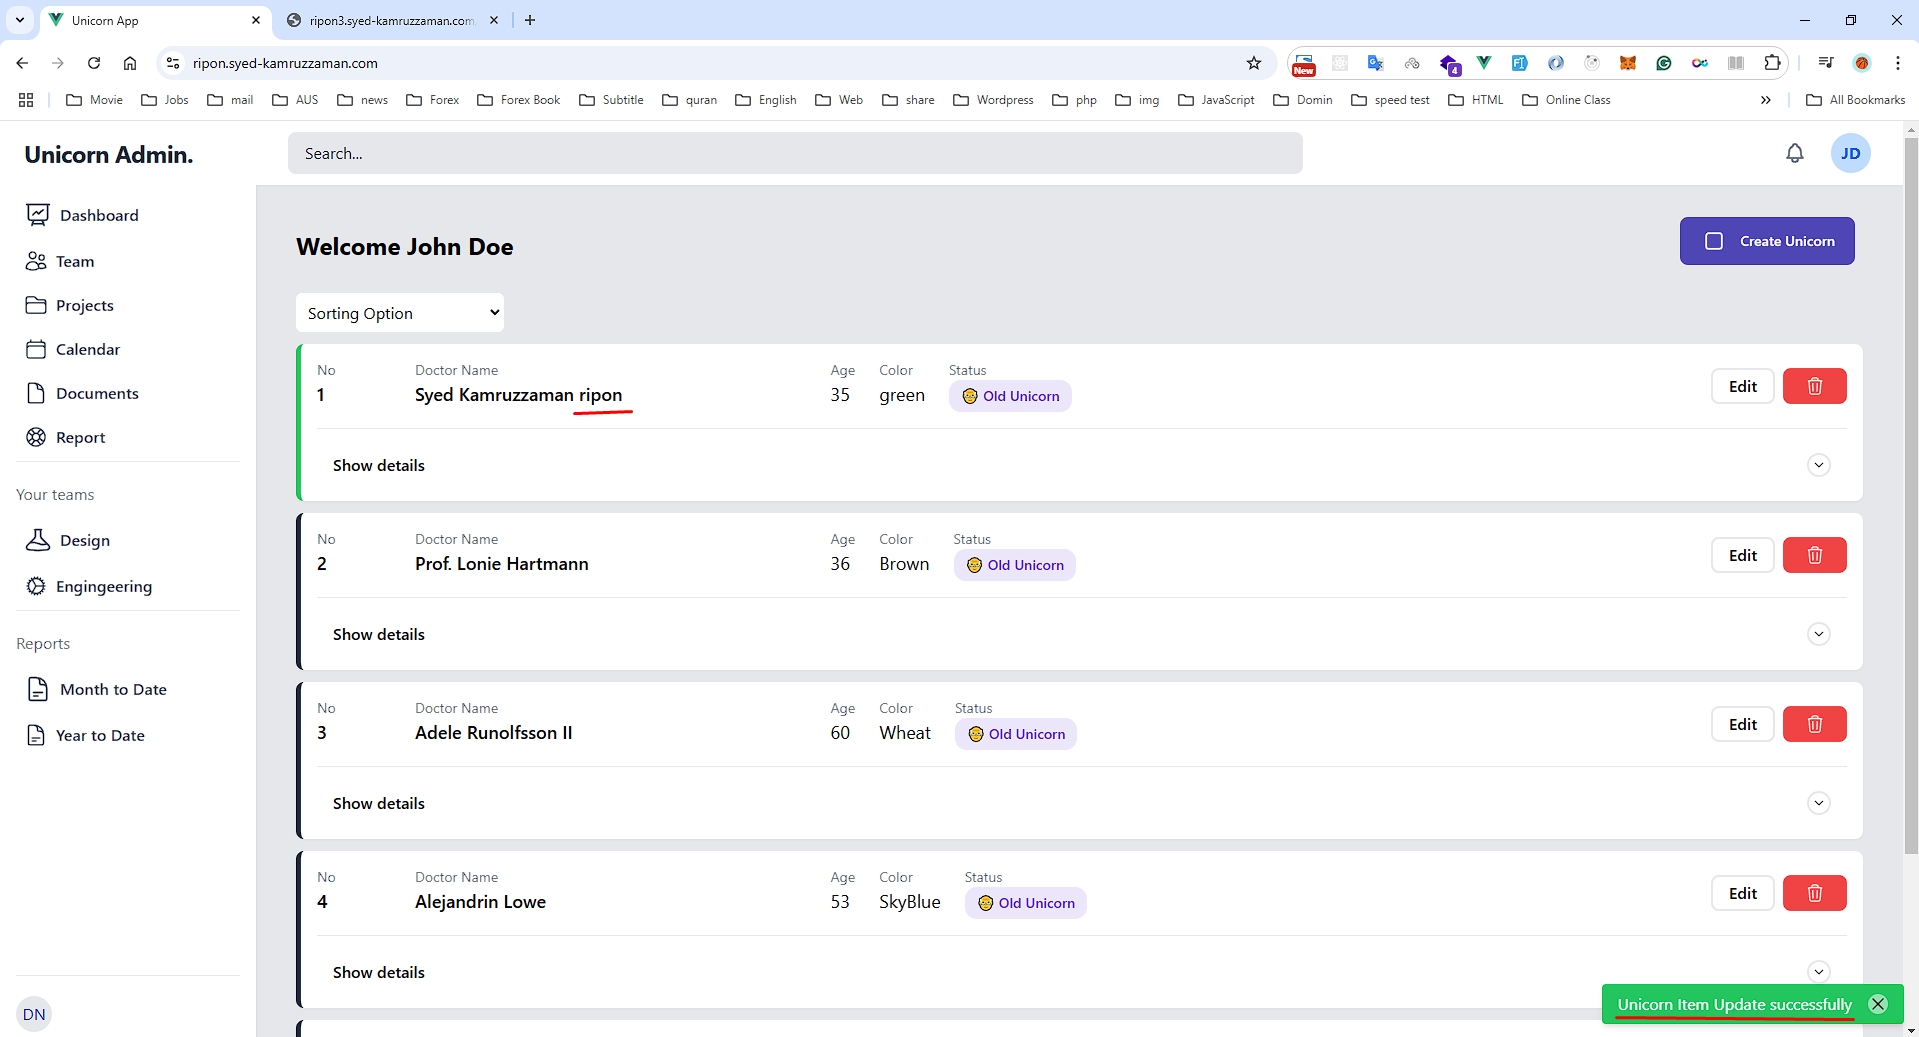 Unicorn App
ripon3.syed-kamruzzaman.com
ripon.syed-kamruzzaman.com
New
4
Movie Jobs mail AUS news Forex Forex Book Subtitle quran English Web share Wordpress php img JavaScript Domin speed test HTML Online Class » All Bookmarks
Unicorn Admin.
Search...
JD
Dashboard
Team
Projects
Calendar
Documents
Report
Your teams
Design
Engingeering
Reports
Month to Date
Year to Date
DN
Welcome John Doe
Create Unicorn
Sorting Option
No Doctor Name Age Color Status
1 Syed Kamruzzaman ripon 35 green Old Unicorn Edit
Show details
No Doctor Name Age Color Status
2 Prof. Lonie Hartmann 36 Brown Old Unicorn Edit
Show details
No Doctor Name Age Color Status
3 Adele Runolfsson II 60 Wheat Old Unicorn Edit
Show details
No Doctor Name Age Color Status
4 Alejandrin Lowe 53 SkyBlue Old Unicorn Edit
Show details
Unicorn Item Update successfully